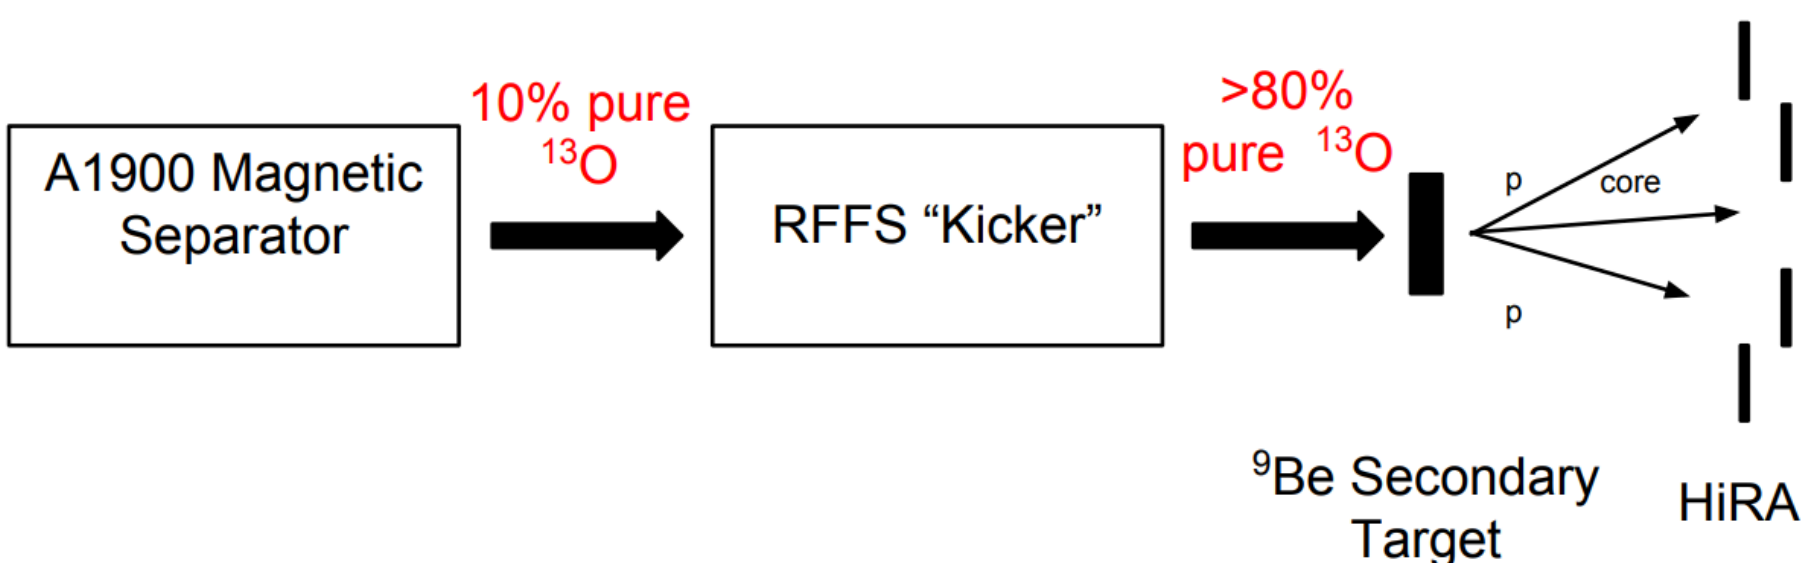 A1900 Magnetic
Separator
10% pure
¹³O
RFFS “Kicker”
>80%
pure ¹³O
p
core
p
⁹Be Secondary
Target
HiRA